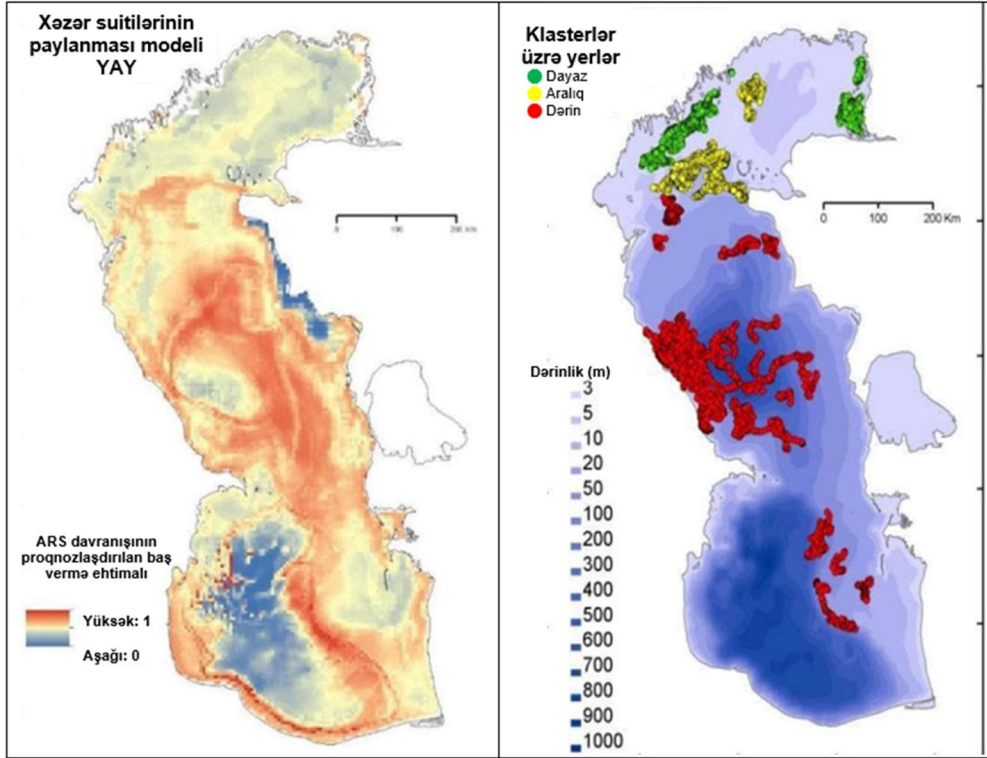 Xəzər suitilərinin
paylanması modeli
YAY
0 100 200 Km
ARS davranışının
proqnozlaşdırılan baş
vermə ehtimalı
Yüksək: 1
Aşağı: 0
Klasterlər
üzrə yerlər
Dayaz
Aralıq
Dərin
0 100 200 Km
Dərinlik (m)
3
5
10
20
50
100
200
300
400
500
600
700
800
900
1000